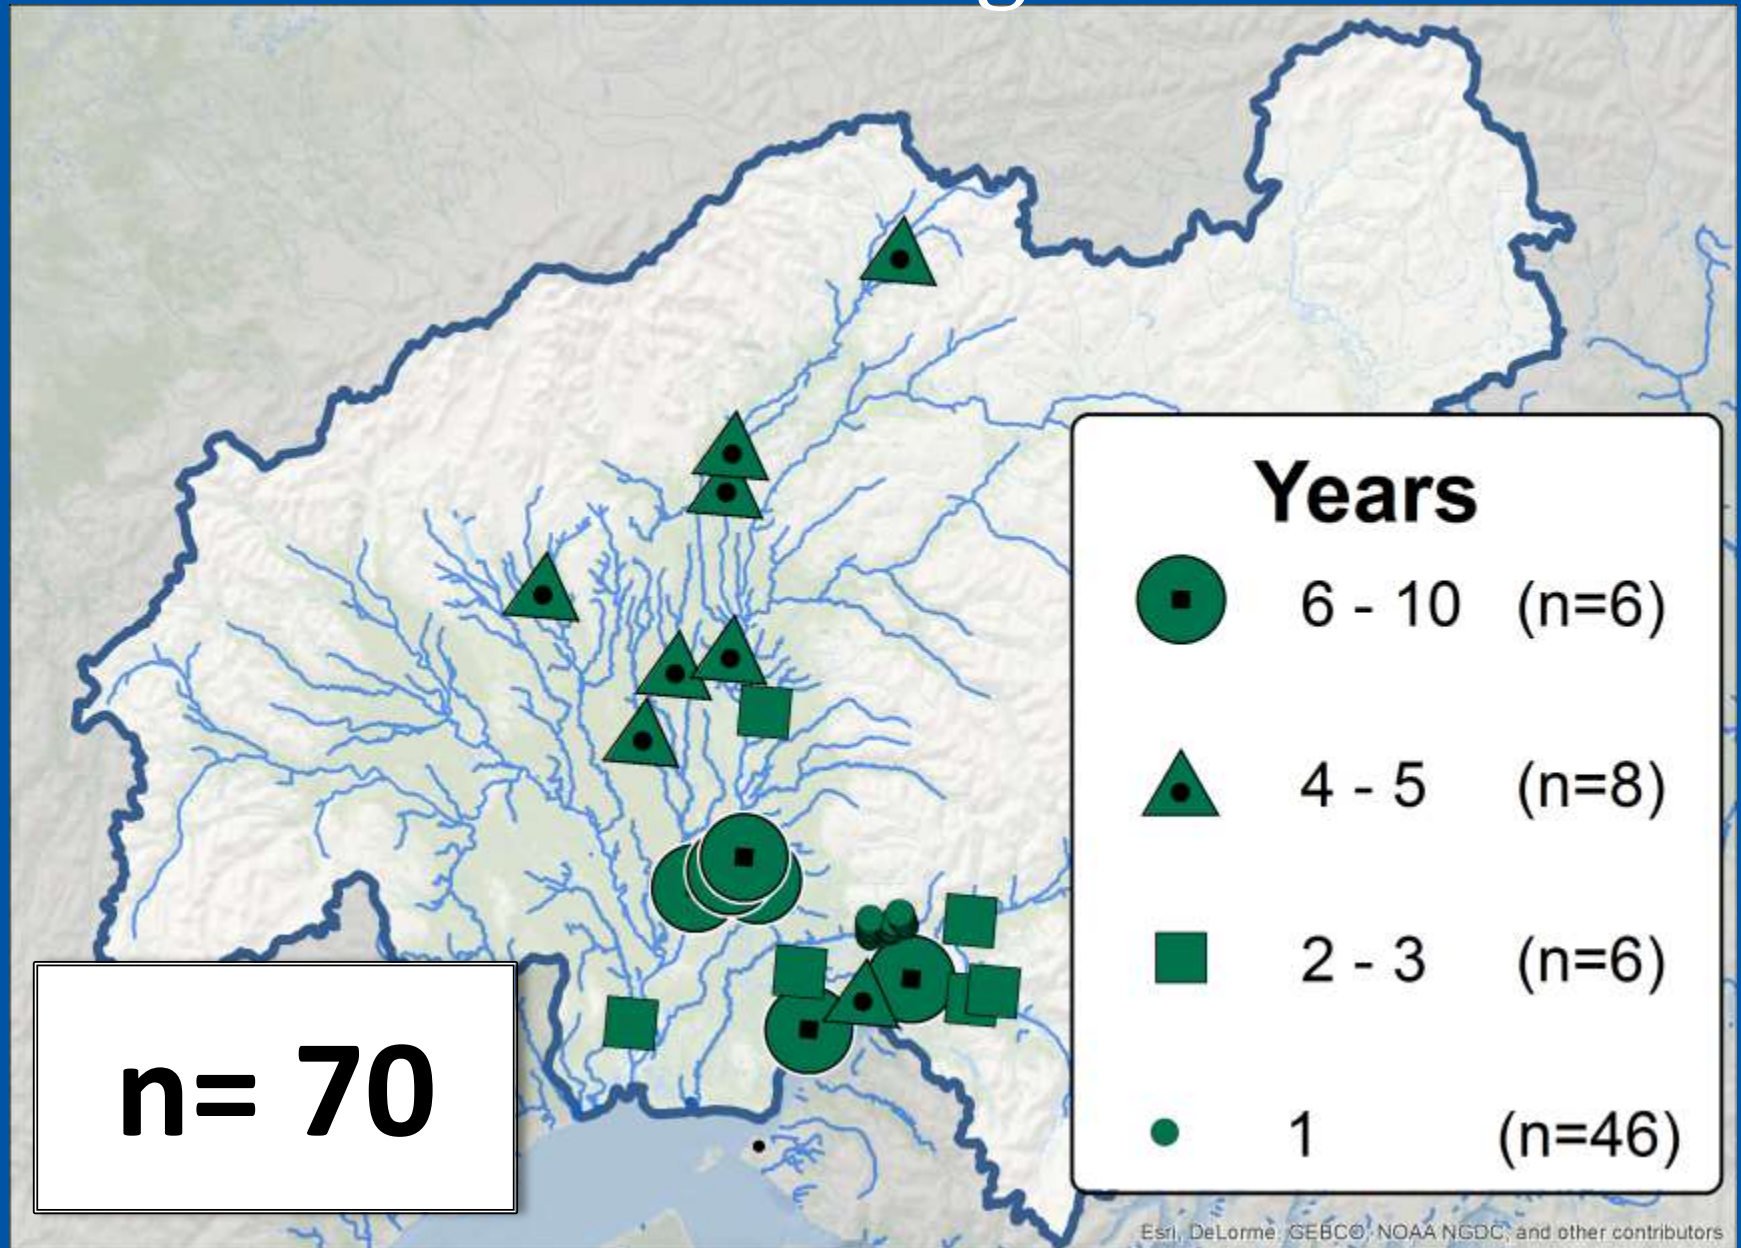 Years
6 - 10 (n=6)
4 - 5 (n=8)
2 - 3 (n=6)
1 (n=46)
n= 70
Esri, DeLorme, GEBCO, NOAA NGDC, and other contributors